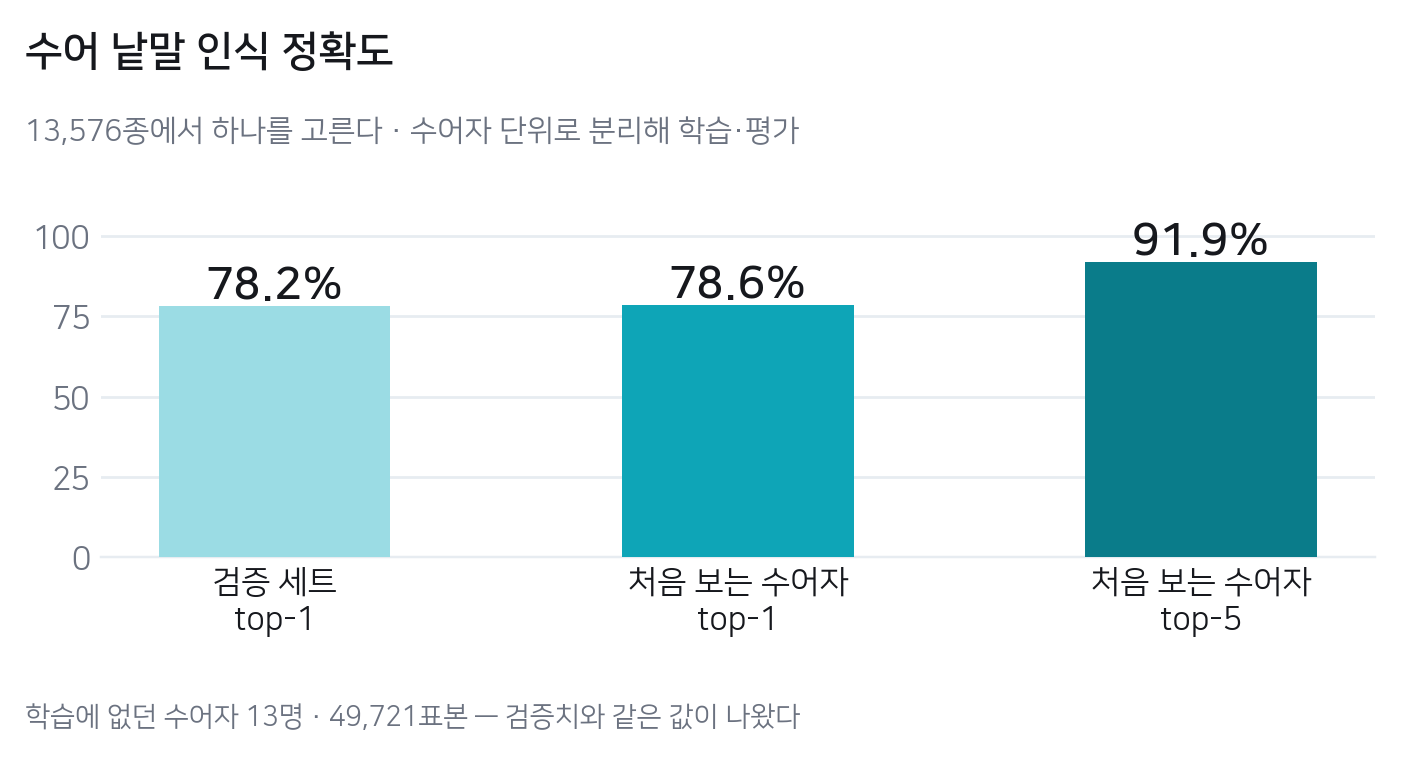 수어 낱말 인식 정확도
13,576종에서 하나를 고른다 · 수어자 단위로 분리해 학습·평가
100
75
50
25
0
78.2%
78.6%
91.9%
검증 세트
top-1
처음 보는 수어자
top-1
처음 보는 수어자
top-5
학습에 없던 수어자 13명 · 49,721표본 — 검증치와 같은 값이 나왔다